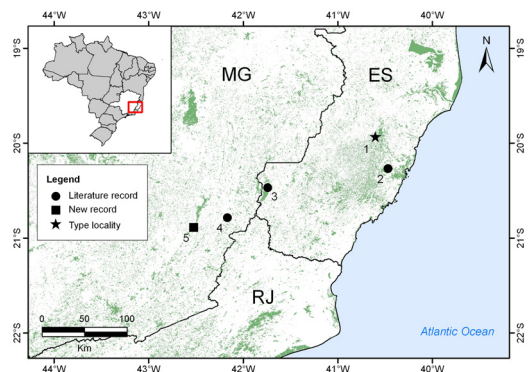 44°W 43°W 42°W 41°W 40°W
19°S 19°S
MG ES
N
20°S 20°S
1
2
Legend
Literature record
New record
Type locality
3
4
5
21°S 21°S
RJ
0 50 100
Km
22°S 22°S
Atlantic Ocean
44°W 43°W 42°W 41°W 40°W